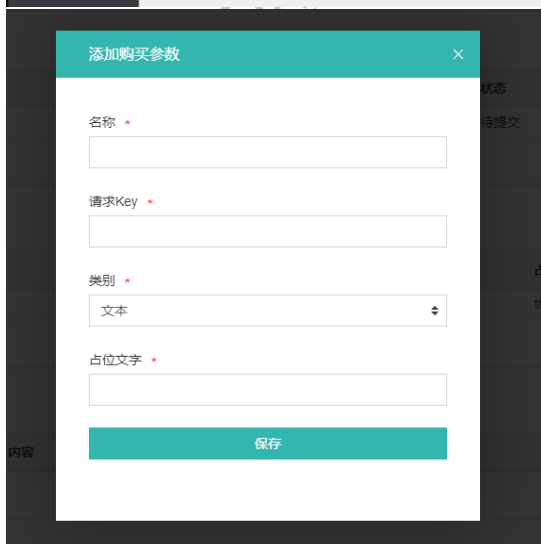 添加购买参数 ×
状态
名称 *
待提交
请求Key *
类别 *
文本
占位文字 *
保存
内容